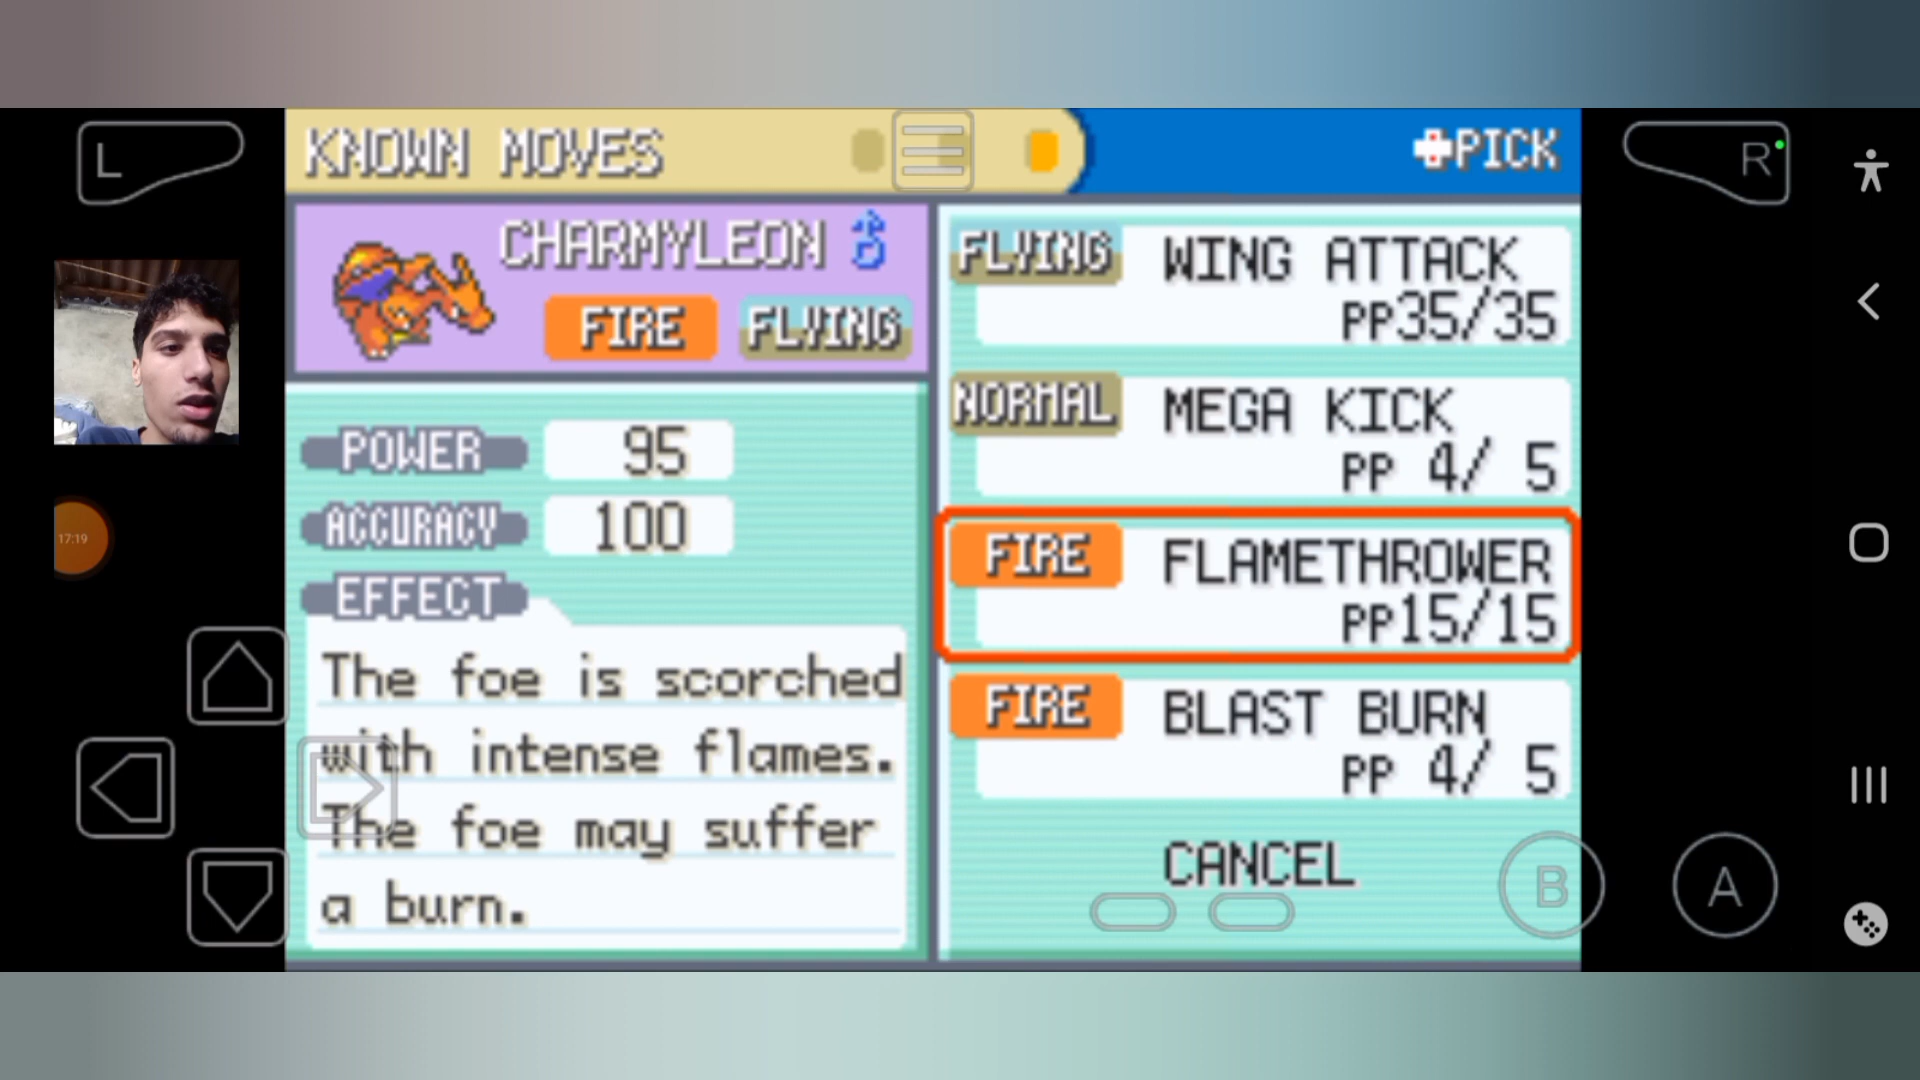 KNOWN MOVES
PICK
L
R
CHARMYLEON ♂
FIRE FLYING
POWER 95
ACCURACY 100
EFFECT
The foe is scorched
with intense flames.
The foe may suffer
a burn.
FLYING WING ATTACK
PP35/35
NORMAL MEGA KICK
PP 4/ 5
FIRE FLAMETHROWER
PP15/15
FIRE BLAST BURN
PP 4/ 5
CANCEL
17:19
B
A